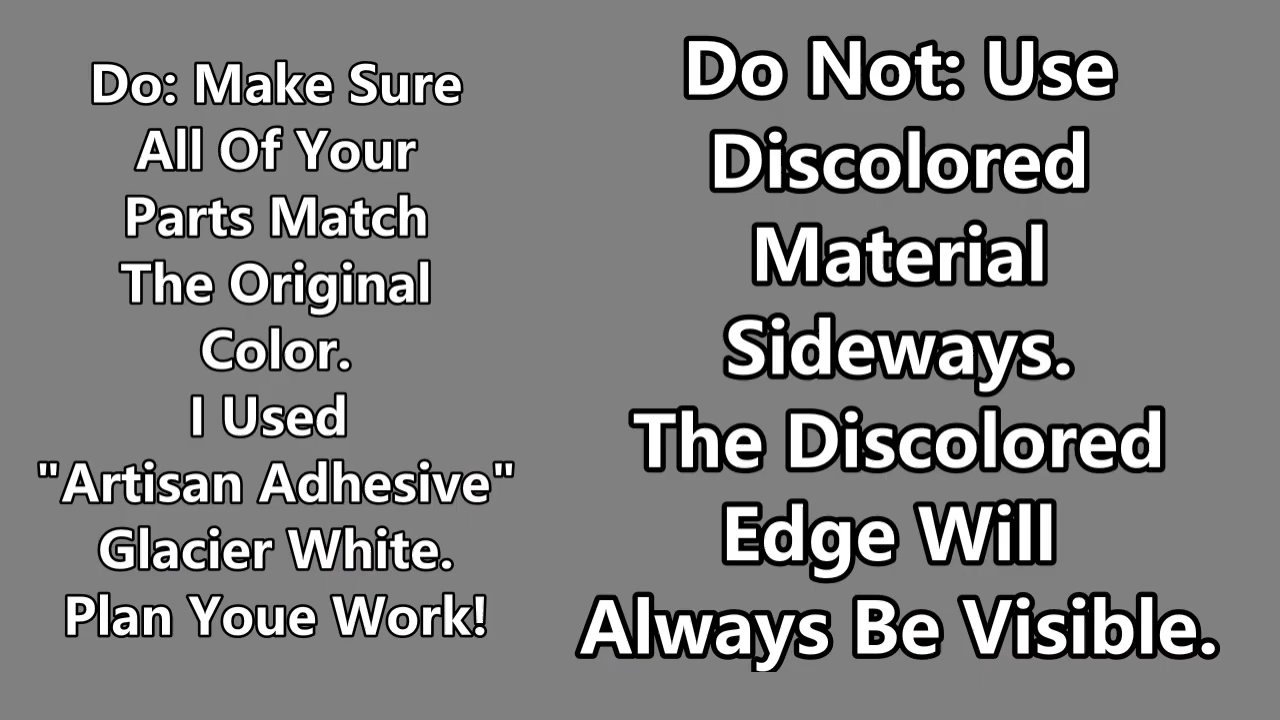 Do: Make Sure
All Of Your
Parts Match
The Original
Color.
I Used
"Artisan Adhesive"
Glacier White.
Plan Youe Work!
Do Not: Use
Discolored
Material
Sideways.
The Discolored
Edge Will
Always Be Visible.